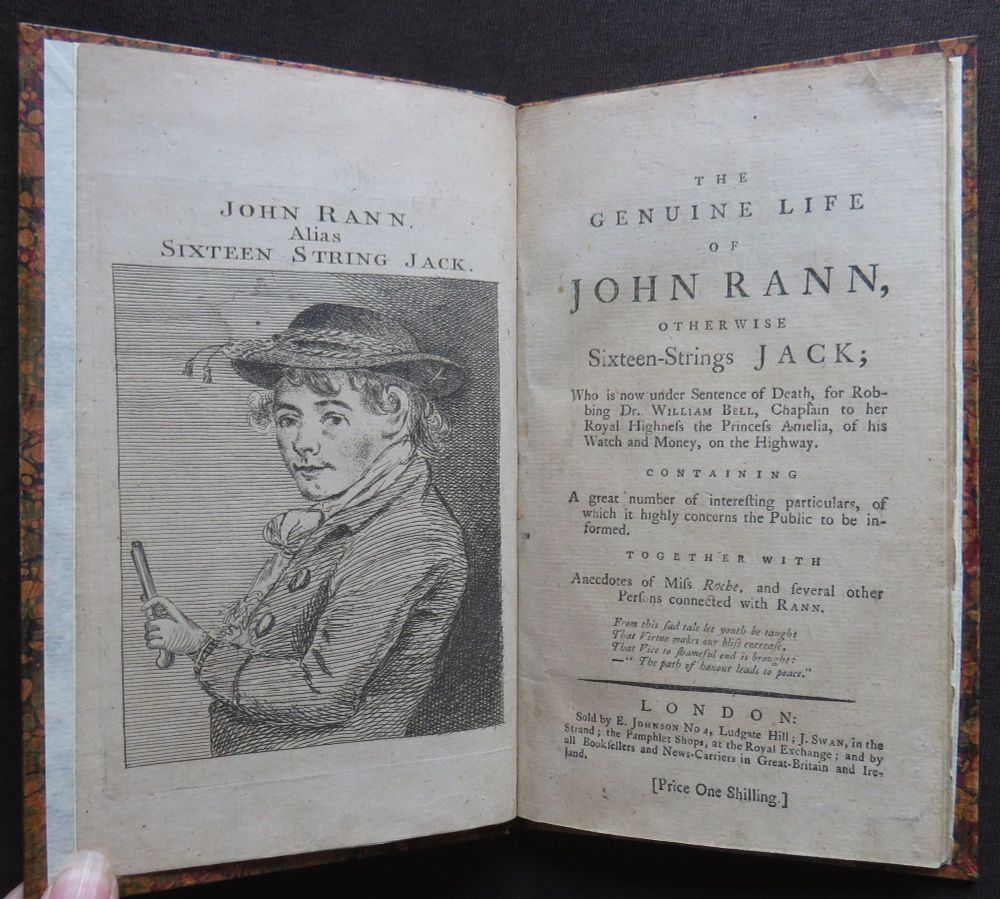 JOHN RANN,
Alias
SIXTEEN STRING JACK.
THE
GENUINE LIFE
OF
JOHN RANN,
OTHERWISE
Sixteen-Strings JACK;
Who is now under Sentence of Death, for Rob-
bing Dr. WILLIAM BELL, Chaplain to her
Royal Highneſs the Princeſs Amelia, of his
Watch and Money, on the Highway.
CONTAINING
A great number of intereſting particulars, of
which it highly concerns the Public to be in-
formed.
TOGETHER WITH
Anecdotes of Miſs Roche, and ſeveral other
Perſons connected with RANN.
From this ſad tale let youth be taught
That Virtue makes our bliſs encreaſe,
That Vice to ſhameful end is brought:
—" The path of honour leads to peace."
LONDON:
Sold by E. JOHNSON No 4, Ludgate Hill; J. SWAN, in the
Strand; the Pamphlet Shops, at the Royal Exchange; and by
all Bookſellers and News-Carriers in Great-Britain and Ire-
land.
[Price One Shilling.]